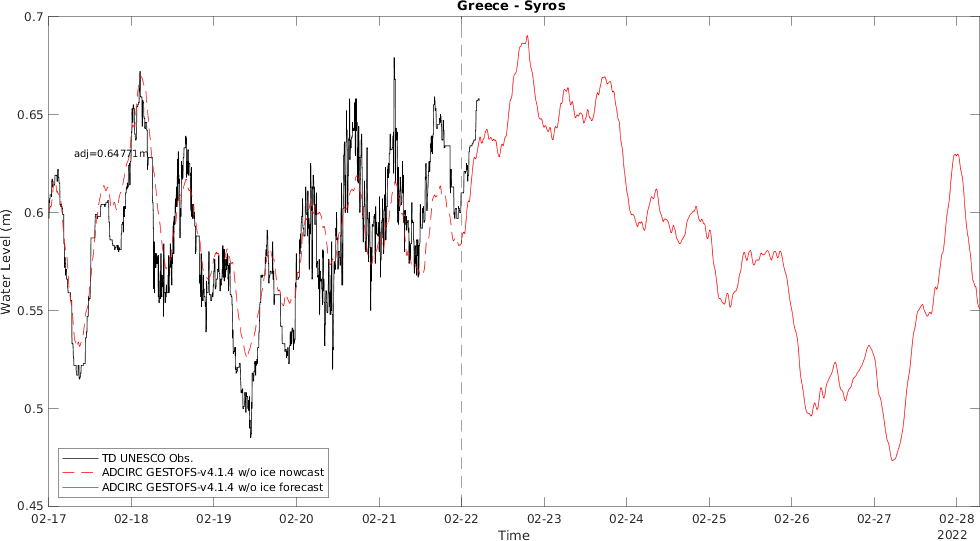 Greece - Syros
0.7
0.65
0.6
0.55
0.5
0.45
Water Level (m)
adj=0.64771m
TD UNESCO Obs.
ADCIRC GESTOFS-v4.1.4 w/o ice nowcast
ADCIRC GESTOFS-v4.1.4 w/o ice forecast
02-17 02-18 02-19 02-20 02-21 02-22 02-23 02-24 02-25 02-26 02-27 02-28
Time 2022